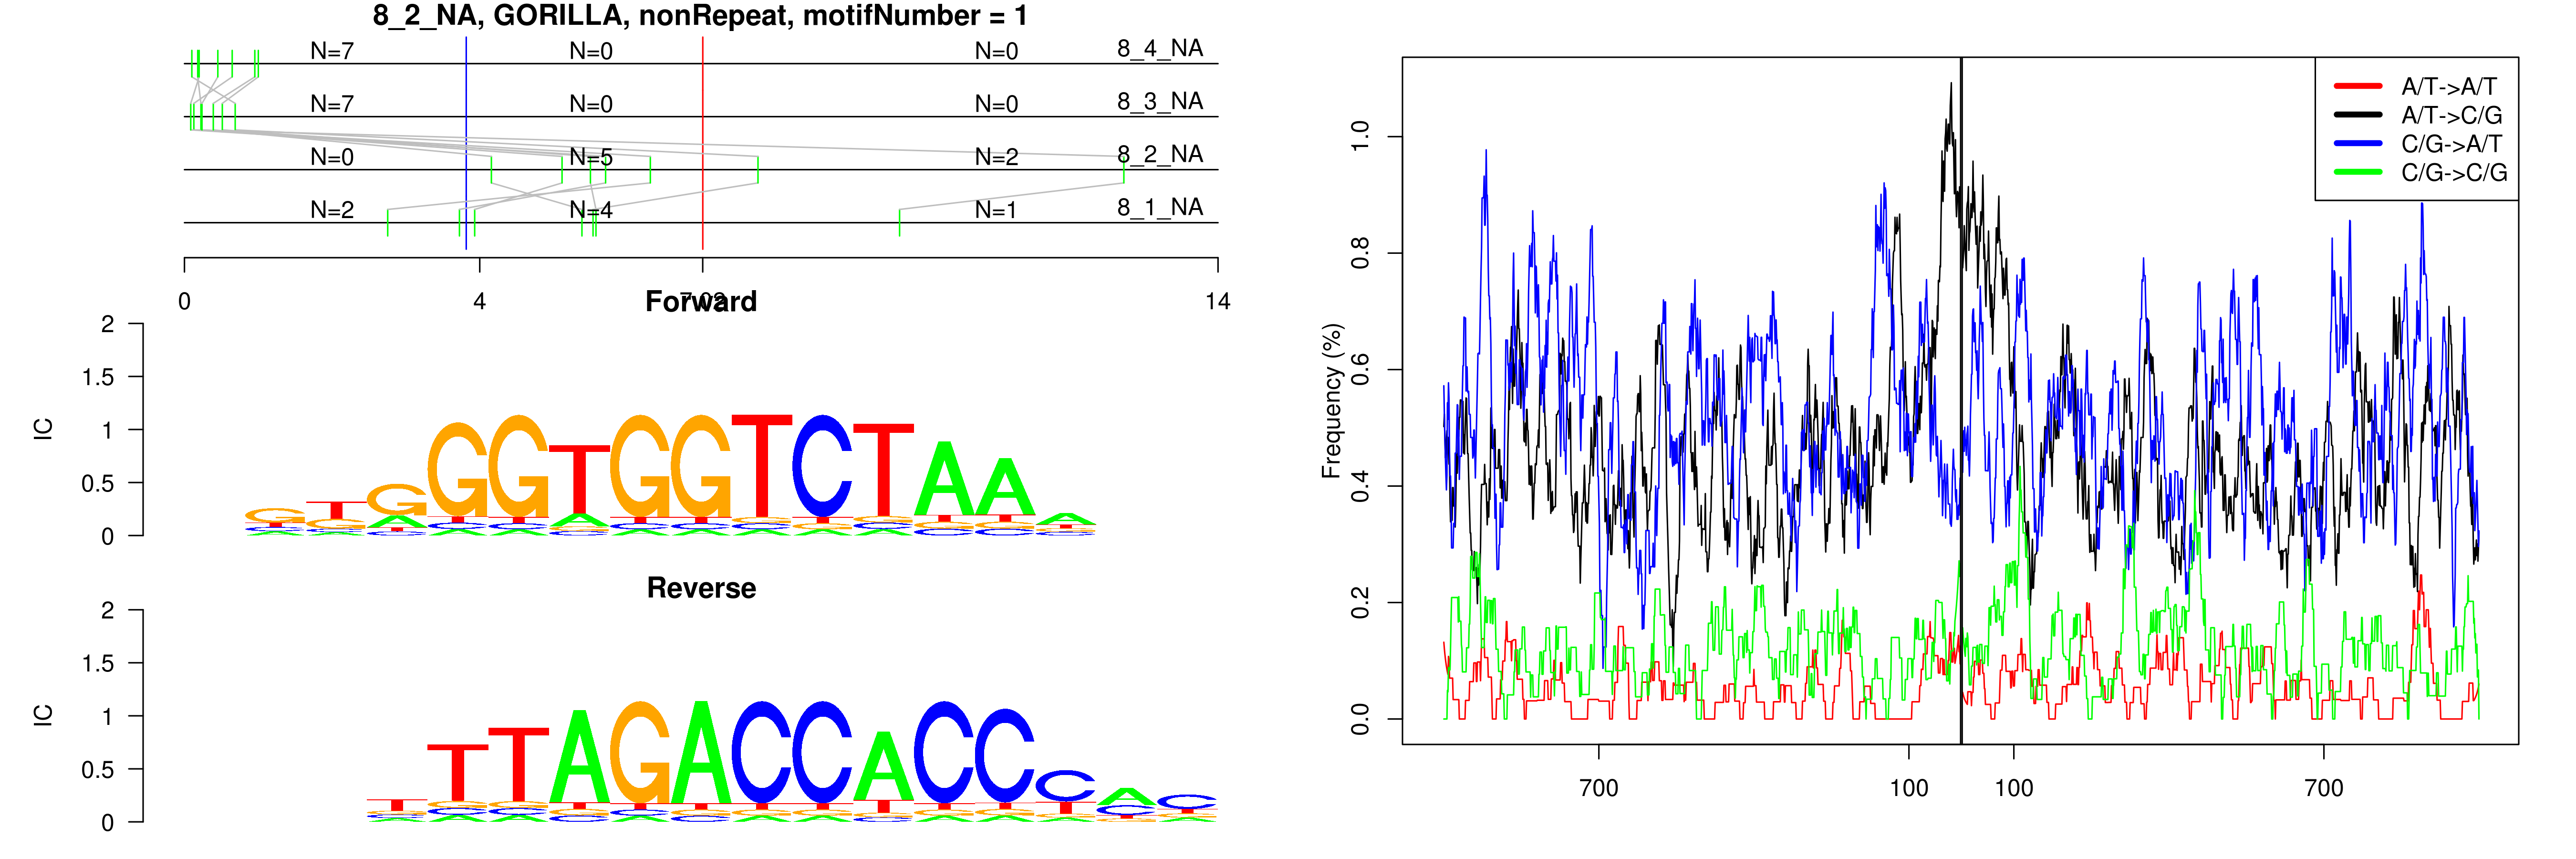 8_2_NA, GORILLA, nonRepeat, motifNumber = 1
N=7 N=0 N=0 8_4_NA
N=7 N=0 N=0 8_3_NA
N=0 N=5 N=2 8_2_NA
N=2 N=4 N=1 8_1_NA
0 4 14
Forward
2
1.5
1
0.5
0
IC
GTGGGTGGTCTAAA
Reverse
2
1.5
1
0.5
0
IC
TTTAGACCACCCAC
A/T->A/T
A/T->C/G
C/G->A/T
C/G->C/G
Frequency (%)
1.0
0.8
0.6
0.4
0.2
0.0
700 100 100 700